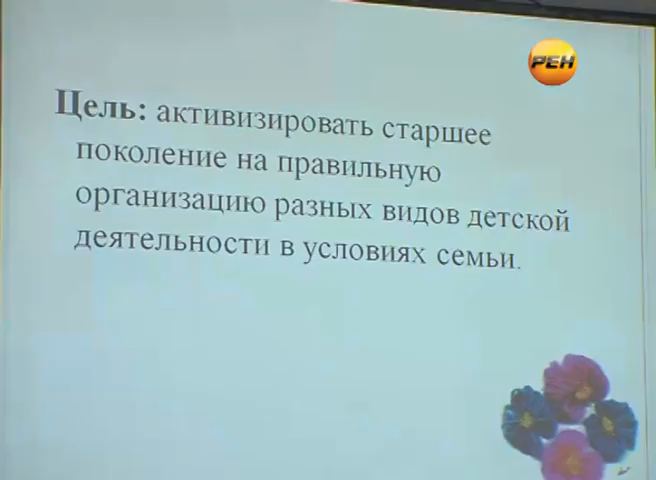 РЕН
Цель: активизировать старшее
поколение на правильную
организацию разных видов детской
деятельности в условиях семьи.